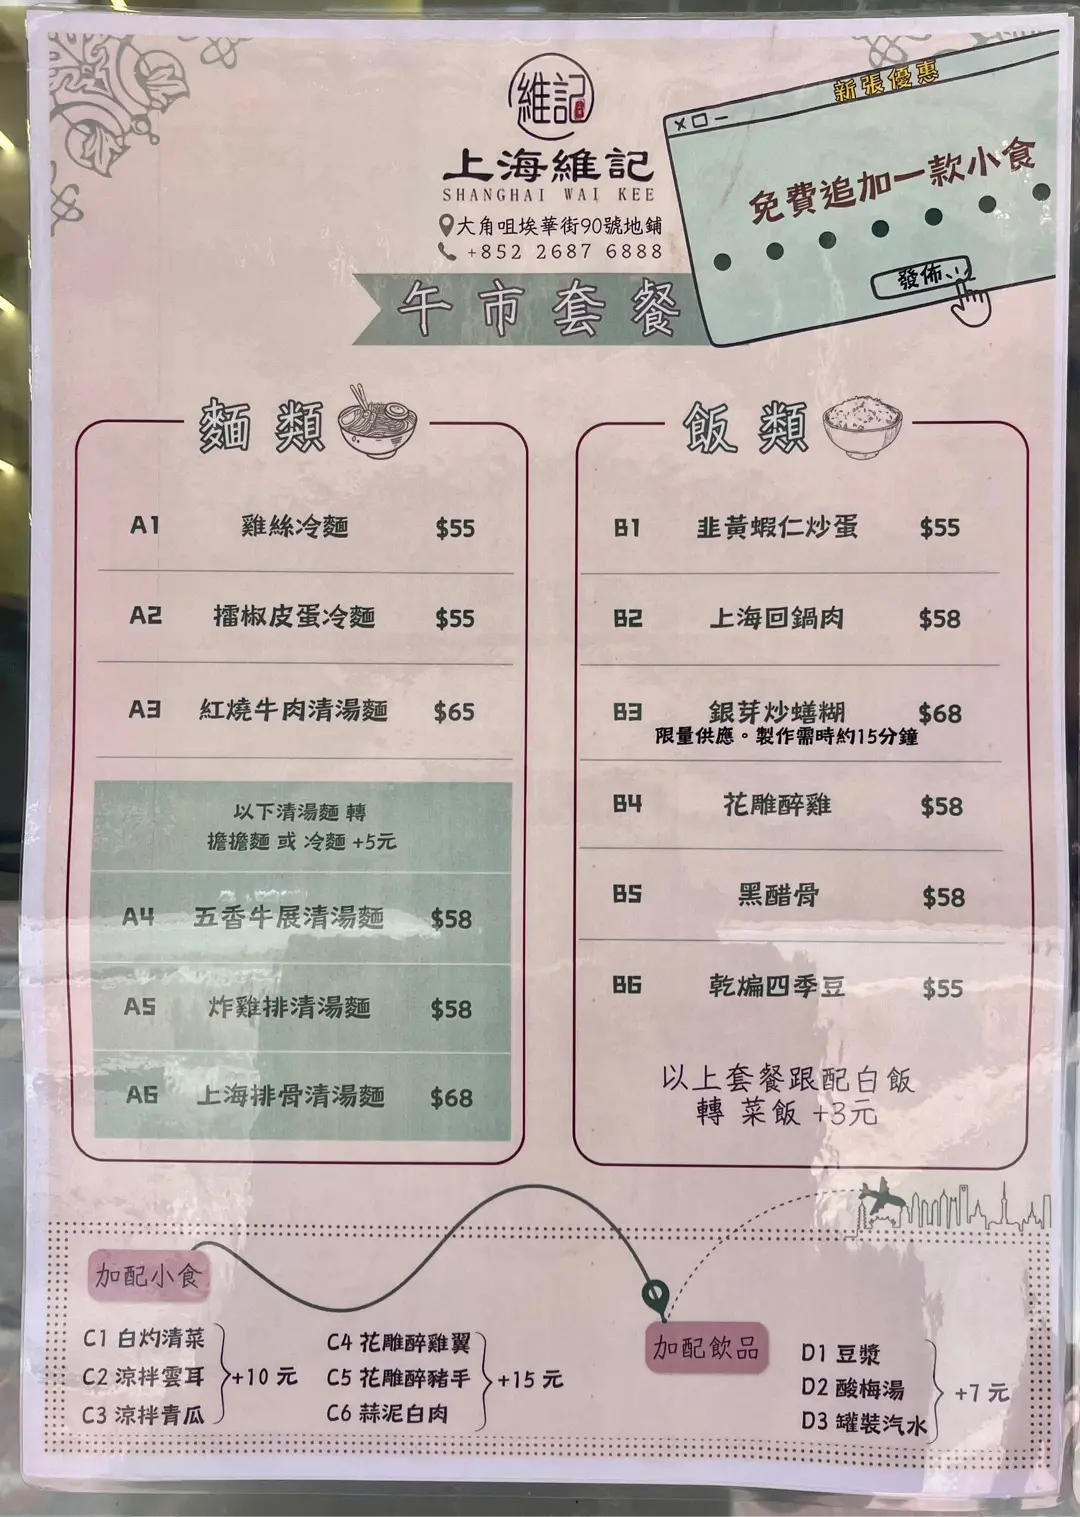 維記
上海維記
SHANGHAI WAI KEE
大角咀埃華街90號地鋪
+852 2687 6888
新張優惠
免費追加一款小食
發佈
午市套餐
麵類
A1 雞絲冷麵 $55
A2 擂椒皮蛋冷麵 $55
A3 紅燒牛肉清湯麵 $65
以下清湯麵 轉
擔擔麵 或 冷麵 +5元
A4 五香牛展清湯麵 $58
A5 炸雞排清湯麵 $58
A6 上海排骨清湯麵 $68
飯類
B1 韭黃蝦仁炒蛋 $55
B2 上海回鍋肉 $58
B3 銀芽炒蟮糊 $68
限量供應。製作需時約15分鐘
B4 花雕醉雞 $58
B5 黑醋骨 $58
B6 乾煸四季豆 $55
以上套餐跟配白飯
轉 菜飯 +3元
加配小食
C1 白灼清菜
C2 涼拌雲耳
C3 涼拌青瓜
+10 元
C4 花雕醉雞翼
C5 花雕醉豬手
C6 蒜泥白肉
+15 元
加配飲品
D1 豆漿
D2 酸梅湯
D3 罐裝汽水
+7 元